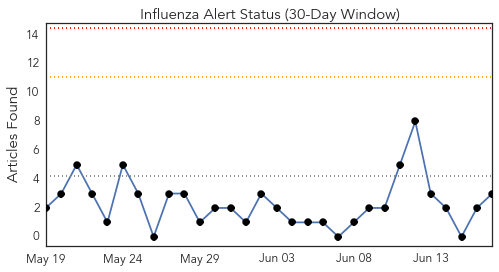 Influenza Alert Status (30-Day Window)
Articles Found
14
12
10
8
6
4
2
0
May 19
May 24
May 29
Jun 03
Jun 08
Jun 13